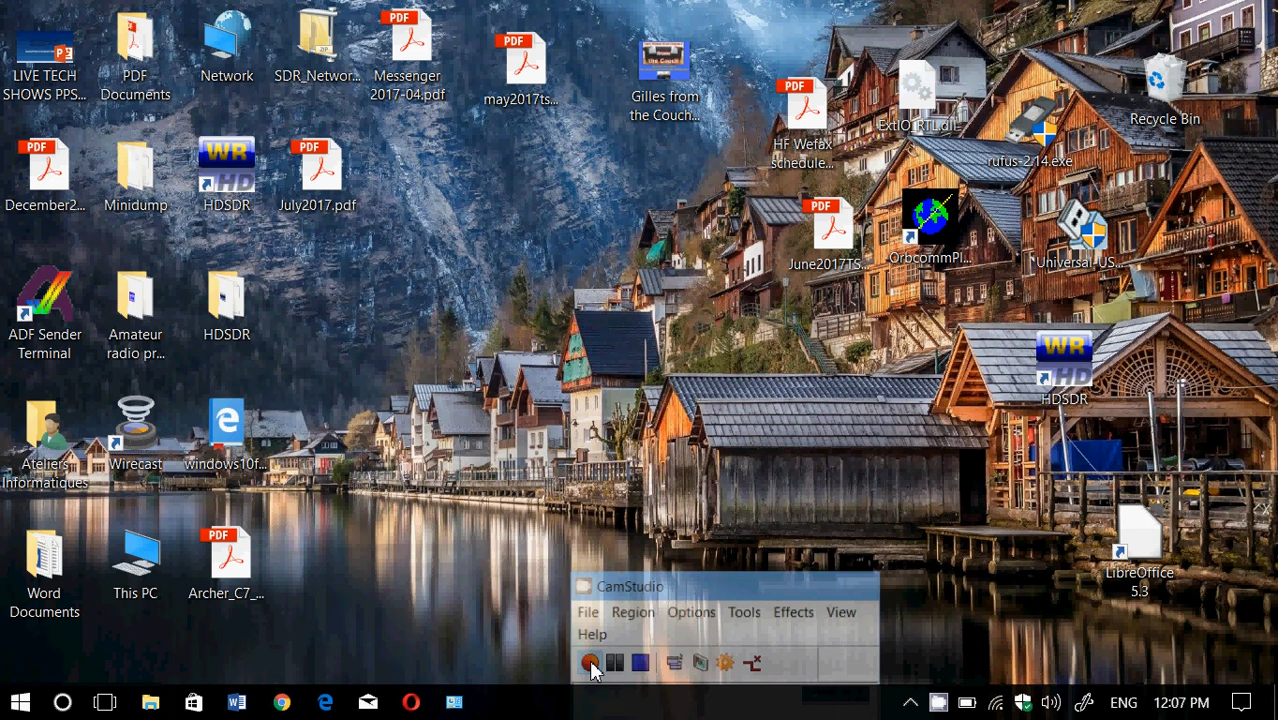 LIVE TECH
SHOWS PPS...
PDF
Documents
Network
SDR_Networ...
ZIP
PDF
Messenger
2017-04.pdf
PDF
may2017ts...
Gilles from
the Couch...
PDF
HF Wefax
schedule...
ExtIO_RTL.dll
rufus-2.14.exe
Recycle Bin
PDF
December2...
Minidump
WR
HD
HDSDR
PDF
July2017.pdf
PDF
June2017TS...
OrbcommPl...
Universal-US...
ADF Sender
Terminal
Amateur
radio pr...
HDSDR
WR
HD
HDSDR
Ateliers
Informatiques
Wirecast
windows10f...
Word
Documents
This PC
PDF
Archer_C7_...
LibreOffice
5.3
CamStudio
File Region Options Tools Effects View
Help
ENG 12:07 PM